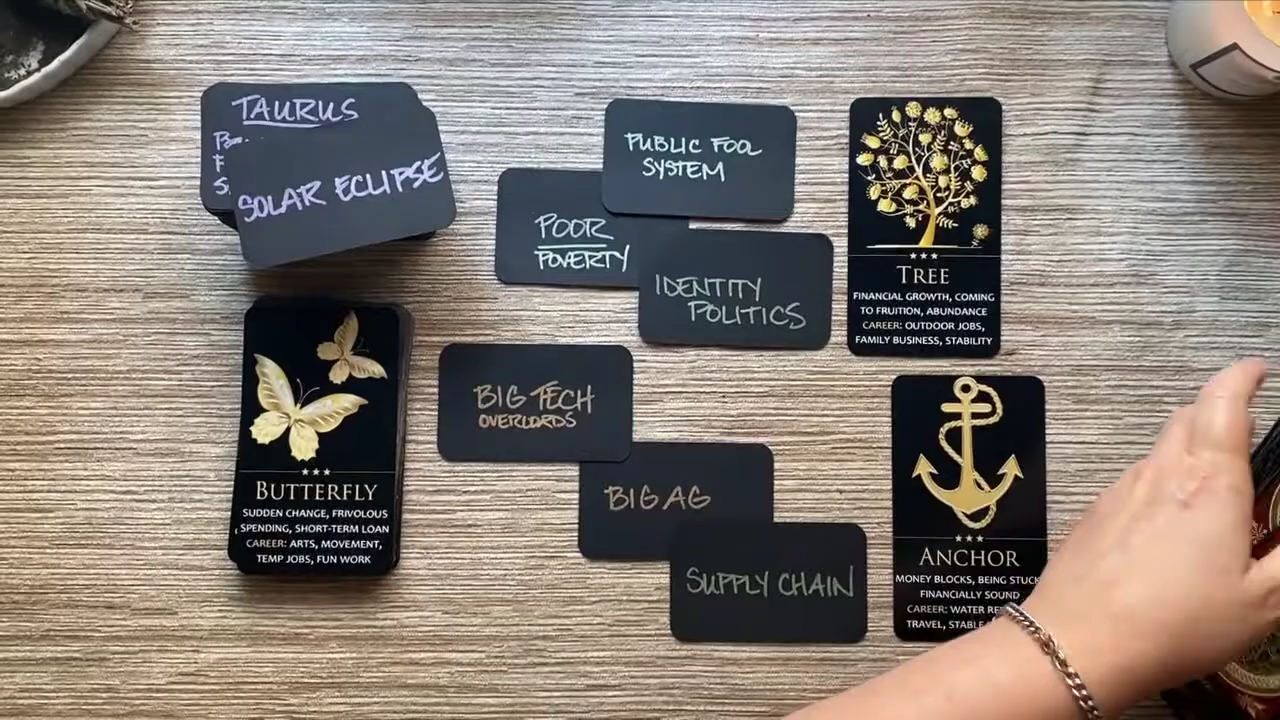 TAURUS
SOLAR ECLIPSE
PUBLIC FOOL
SYSTEM
POOR
POVERTY
IDENTITY
POLITICS
TREE
FINANCIAL GROWTH, COMING
TO FRUITION, ABUNDANCE
CAREER: OUTDOOR JOBS,
FAMILY BUSINESS, STABILITY
BUTTERFLY
SUDDEN CHANGE, FRIVOLOUS
SPENDING, SHORT-TERM LOAN
CAREER: ARTS, MOVEMENT,
TEMP JOBS, FUN WORK
BIG TECH
OVERLORDS
BIG AG
SUPPLY CHAIN
ANCHOR
MONEY BLOCKS, BEING STUCK
FINANCIALLY SOUND
CAREER: WATER
TRAVEL, STABLE